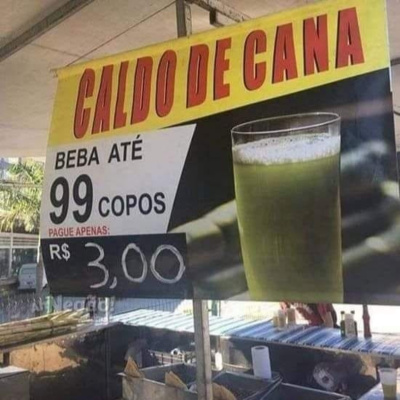 CALDO DE CANA
BEBA ATÉ
99 COPOS
PAGUE APENAS:
R$ 3,00